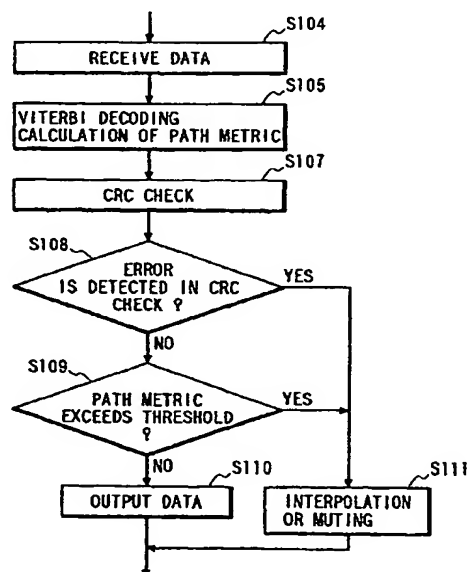 S104
RECEIVE DATA
S105
VITERBI DECODING
CALCULATION OF PATH METRIC
S107
CRC CHECK
S108
ERROR
IS DETECTED IN CRC
CHECK ?
YES
NO
S109
PATH METRIC
EXCEEDS THRESHOLD
?
YES
NO
S110
OUTPUT DATA
S111
INTERPOLATION
OR MUTING